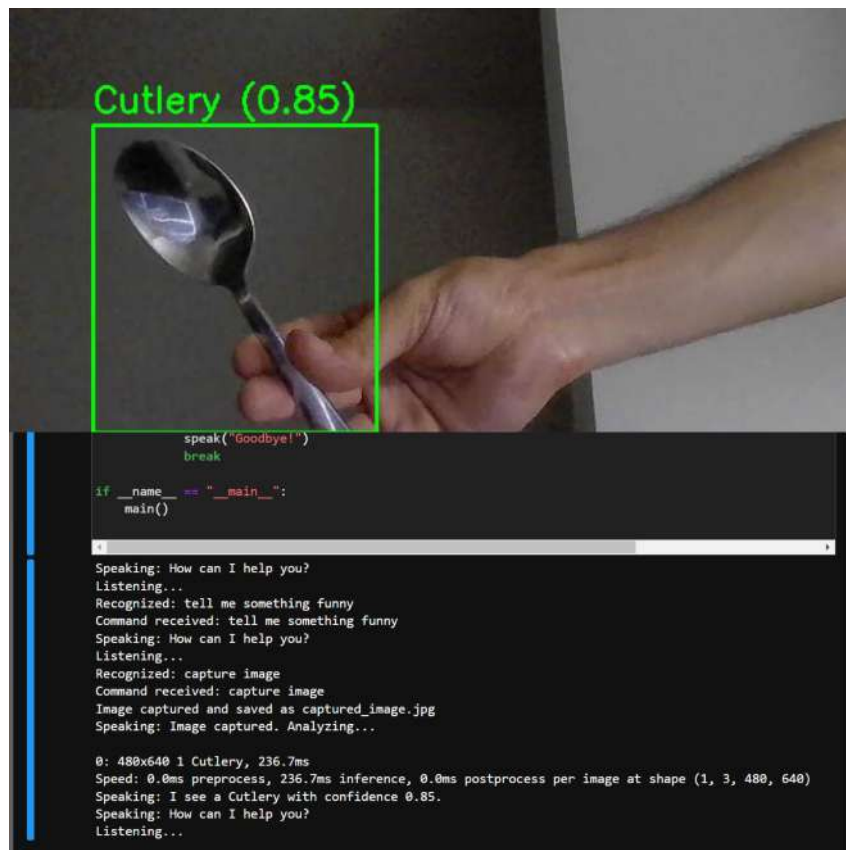 Cutlery (0.85)
speak("Goodbye!")
break
if __name__ == "__main__":
main()
Speaking: How can I help you?
Listening...
Recognized: tell me something funny
Command received: tell me something funny
Speaking: How can I help you?
Listening...
Recognized: capture image
Command received: capture image
Image captured and saved as captured_image.jpg
Speaking: Image captured. Analyzing...
0: 480x640 1 Cutlery, 236.7ms
Speed: 0.0ms preprocess, 236.7ms inference, 0.0ms postprocess per image at shape (1, 3, 480, 640)
Speaking: I see a Cutlery with confidence 0.85.
Speaking: How can I help you?
Listening...